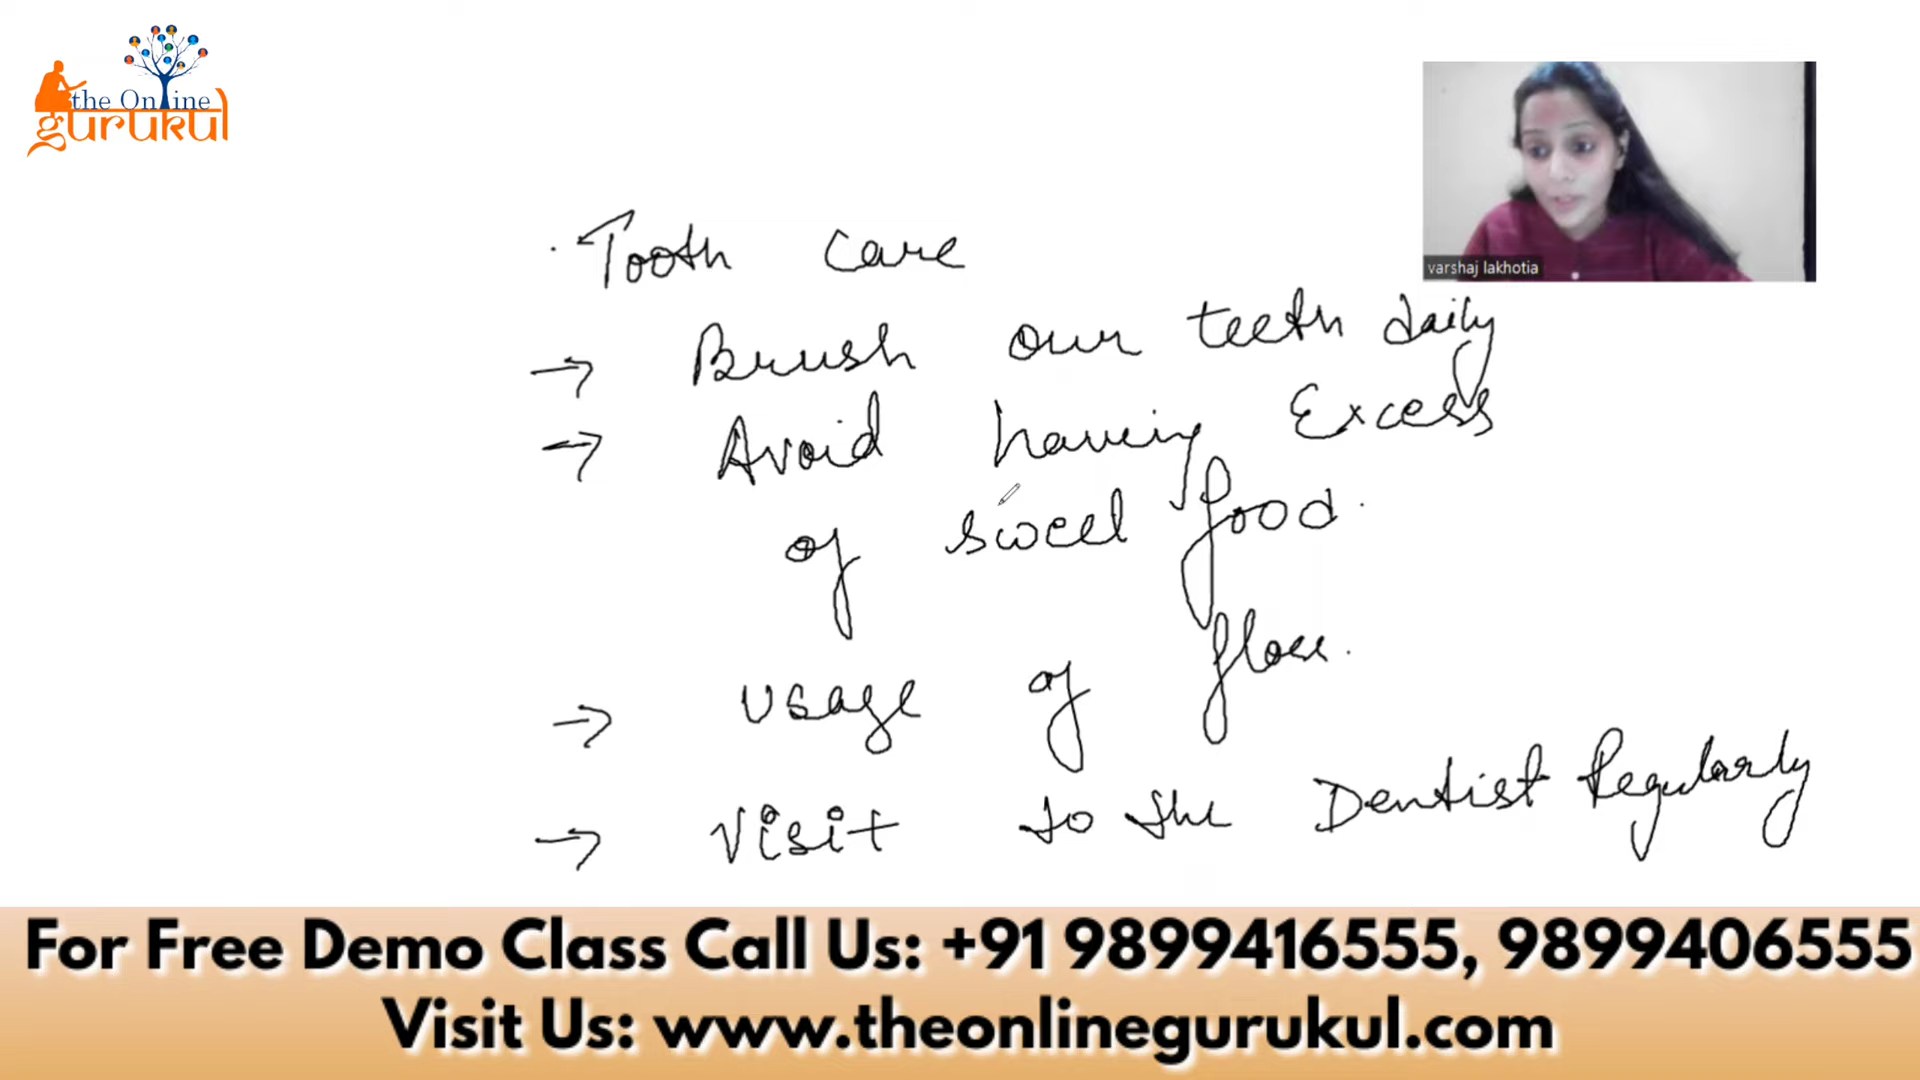 the Online
gurukul
varshaj lakhotia
Tooth care
→ Brush our teeth daily
→ Avoid having Excess
of sweet food.
→ Usage of floss.
→ Visit to the Dentist Regularly
For Free Demo Class Call Us: +91 9899416555, 9899406555
Visit Us: www.theonlinegurukul.com